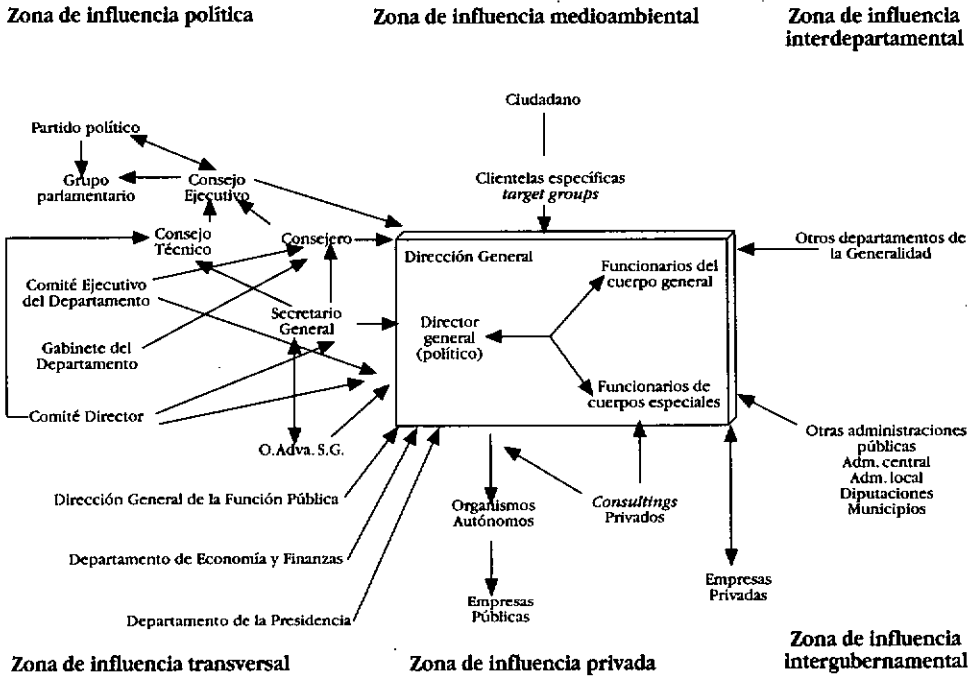 Zona de influencia política
Zona de influencia medioambiental
Zona de influencia
interdepartamental
Ciudadano
Partido político
Grupo
parlamentario
Consejo
Ejecutivo
Clientelas específicas
target groups
Consejo
Técnico
Consejero
Otros departamentos de
la Generalidad
Dirección General
Funcionarios del
cuerpo general
Comité Ejecutivo
del Departamento
Secretario
General
Director
general
(político)
Gabinete del
Departamento
Funcionarios de
cuerpos especiales
Comité Director
O.Adva. S.G.
Otras administraciones
públicas
Adm. central
Adm. local
Diputaciones
Municipios
Dirección General de la Función Pública
Organismos
Autónomos
Consultings
Privados
Departamento de Economía y Finanzas
Empresas
Privadas
Empresas
Públicas
Departamento de la Presidencia
Zona de influencia transversal
Zona de influencia privada
Zona de influencia
intergubernamental